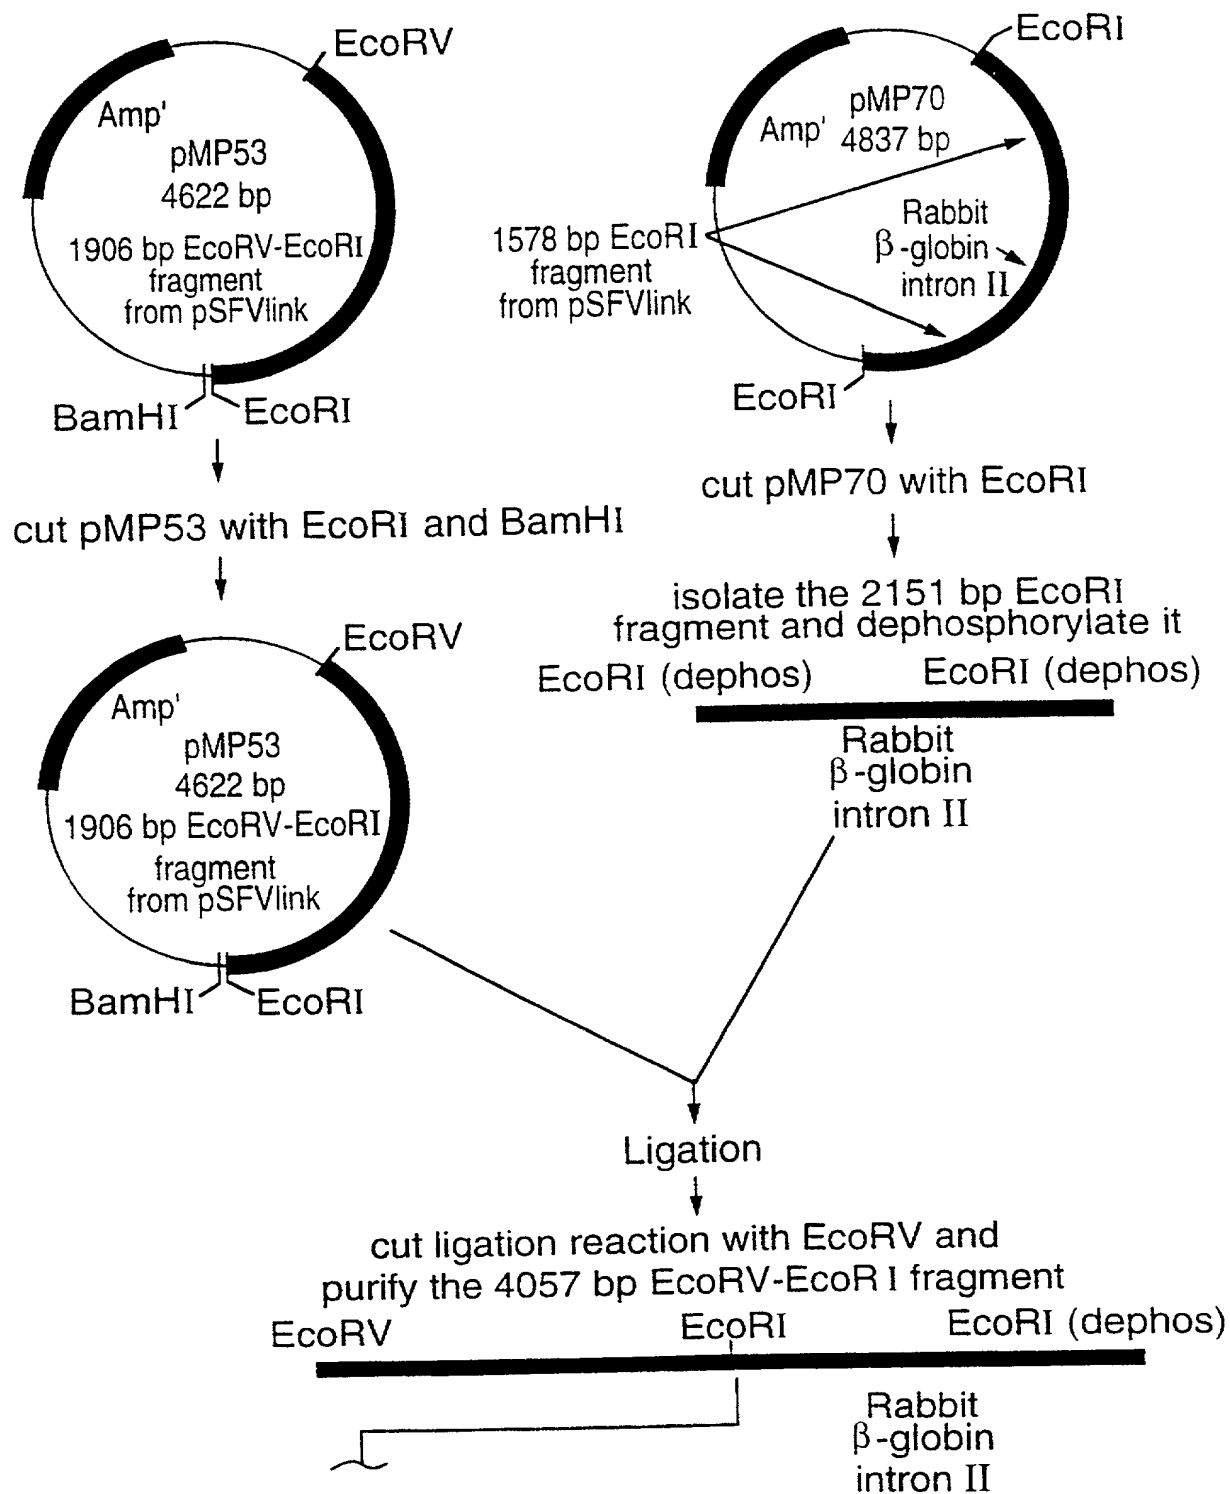 EcoRV
Amp'
pMP53
4622 bp
1906 bp EcoRV-EcoRI
fragment
from pSFVlink
BamHI
EcoRI
cut pMP53 with EcoRI and BamHI
EcoRV
Amp'
pMP53
4622 bp
1906 bp EcoRV-EcoRI
fragment
from pSFVlink
BamHI
EcoRI
EcoRI
pMP70
Amp'
4837 bp
1578 bp EcoRI
fragment
from pSFVlink
Rabbit
β-globin
intron II
EcoRI
cut pMP70 with EcoRI
isolate the 2151 bp EcoRI
fragment and dephosphorylate it
EcoRI (dephos)
EcoRI (dephos)
Rabbit
β-globin
intron II
Ligation
cut ligation reaction with EcoRV and
purify the 4057 bp EcoRV-EcoRI fragment
EcoRV
EcoRI
EcoRI (dephos)
Rabbit
β-globin
intron II